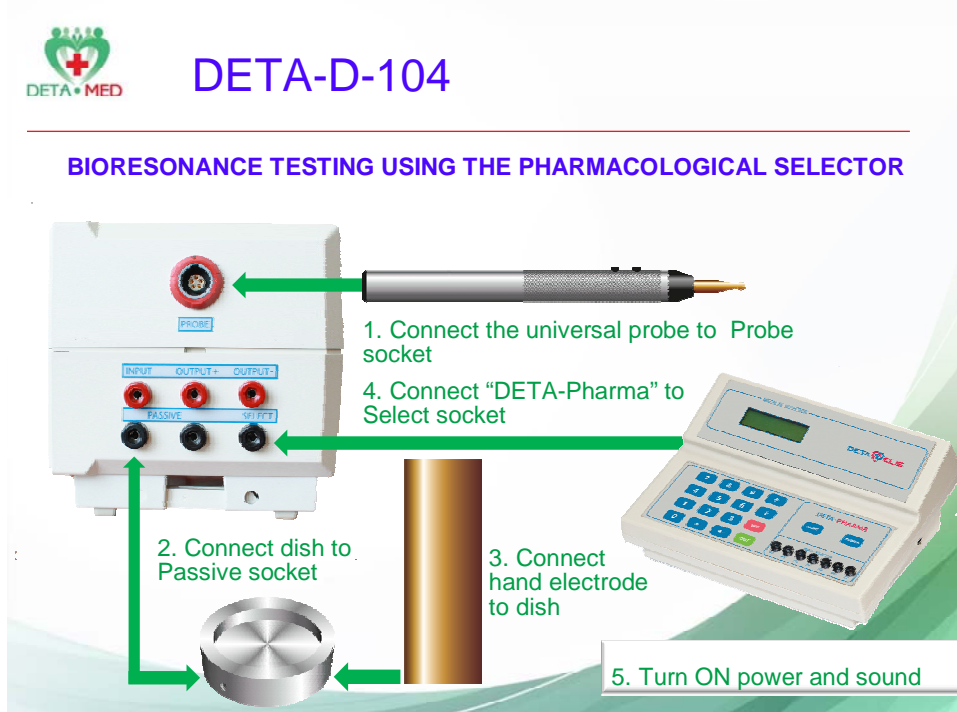 DETA MED
DETA-D-104
BIORESONANCE TESTING USING THE PHARMACOLOGICAL SELECTOR
PROBE
1. Connect the universal probe to Probe
socket
INPUT OUTPUT+ OUTPUT-
PASSIVE SELECT
4. Connect “DETA-Pharma” to
Select socket
DETA-PHARMA
2. Connect dish to
Passive socket
3. Connect
hand electrode
to dish
5. Turn ON power and sound